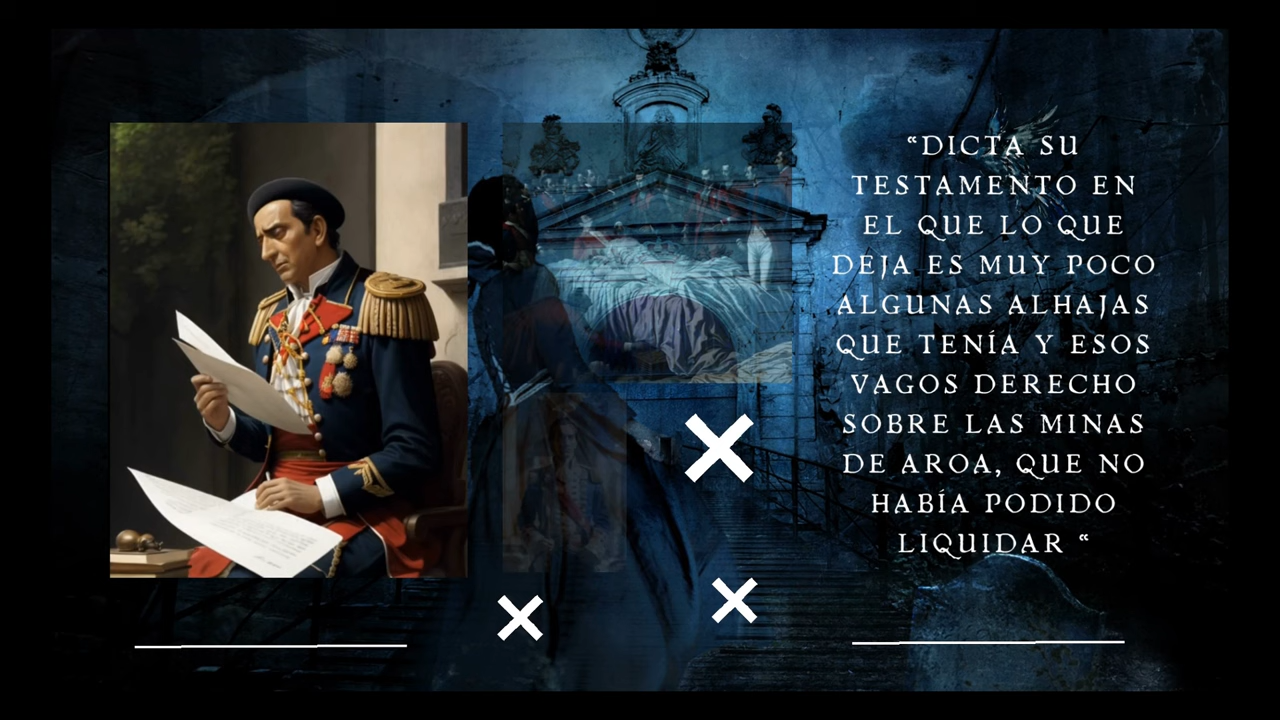 “DICTA SU
TESTAMENTO EN
EL QUE LO QUE
DEJA ES MUY POCO
ALGUNAS ALHAJAS
QUE TENÍA Y ESOS
VAGOS DERECHO
SOBRE LAS MINAS
DE AROA, QUE NO
HABÍA PODIDO
LIQUIDAR “